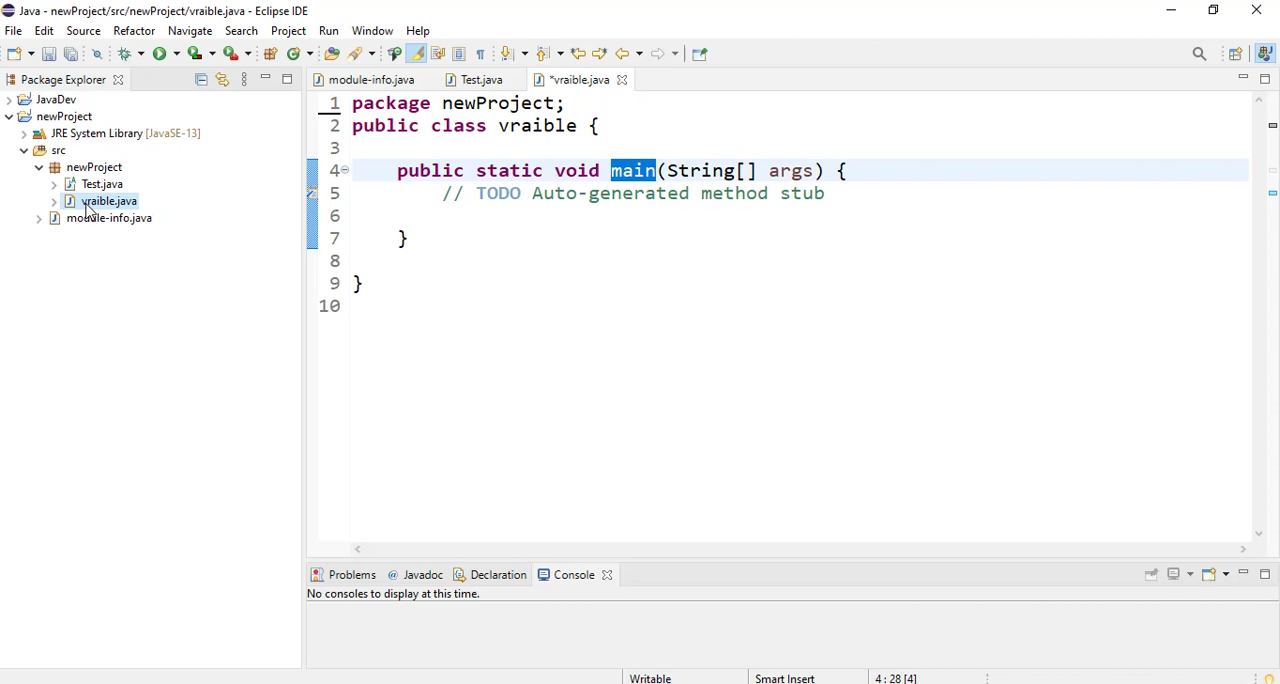 Java - newProject/src/newProject/vraible.java - Eclipse IDE
File Edit Source Refactor Navigate Search Project Run Window Help
Package Explorer
module-info.java
Test.java
*vraible.java
JavaDev
newProject
JRE System Library [JavaSE-13]
src
newProject
Test.java
vraible.java
module-info.java
1 package newProject;
2 public class vraible {
3
4 public static void main(String[] args) {
5 // TODO Auto-generated method stub
6
7 }
8
9 }
10
Problems @ Javadoc Declaration Console
No consoles to display at this time.
Writable Smart Insert 4 : 28 [4]